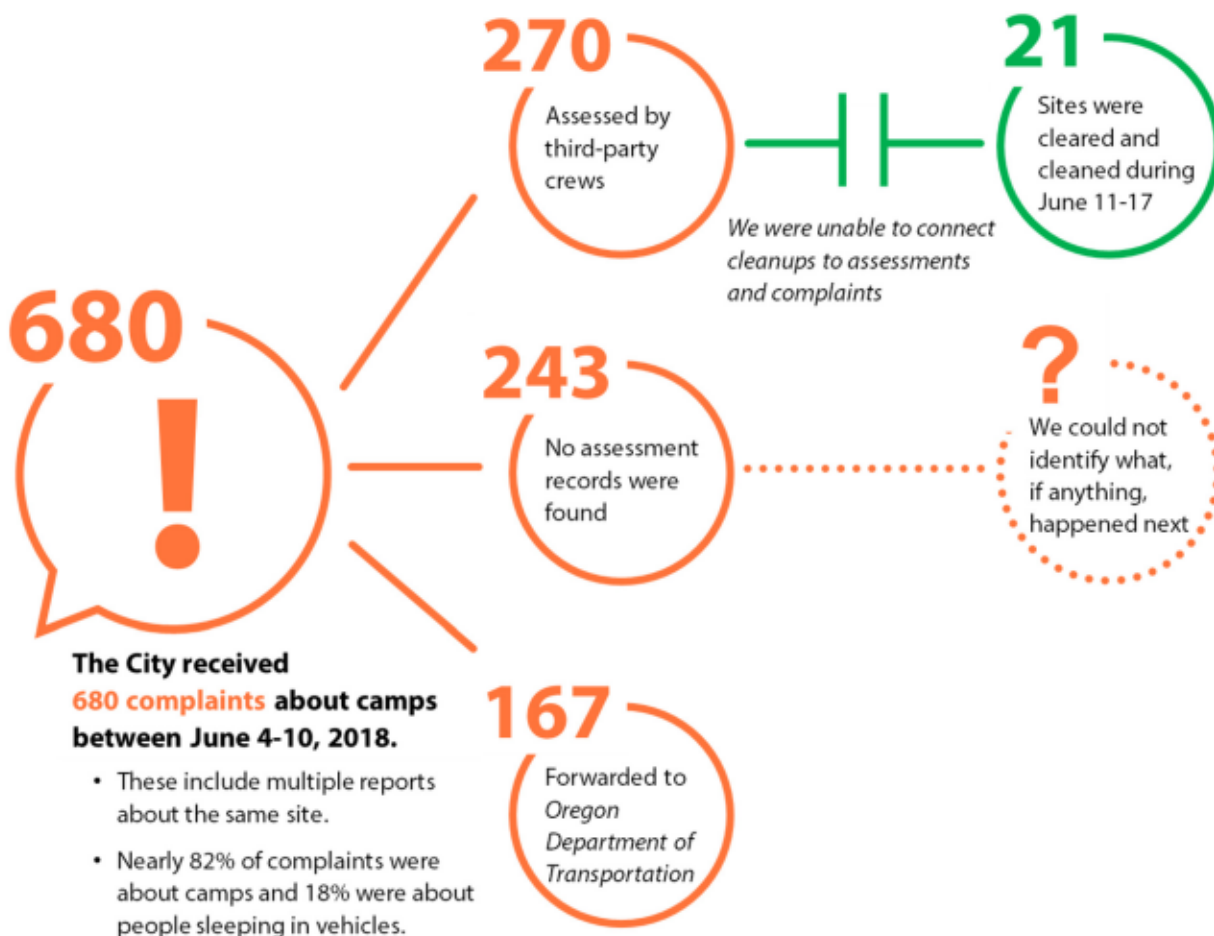 270
Assessed by
third-party
crews
We were unable to connect
cleanups to assessments
and complaints
21
Sites were
cleared and
cleaned during
June 11-17
680
!
The City received
680 complaints about camps
between June 4-10, 2018.
• These include multiple reports
about the same site.
• Nearly 82% of complaints were
about camps and 18% were about
people sleeping in vehicles.
243
No assessment
records were
found
?
We could not
identify what,
if anything,
happened next
167
Forwarded to
Oregon
Department of
Transportation